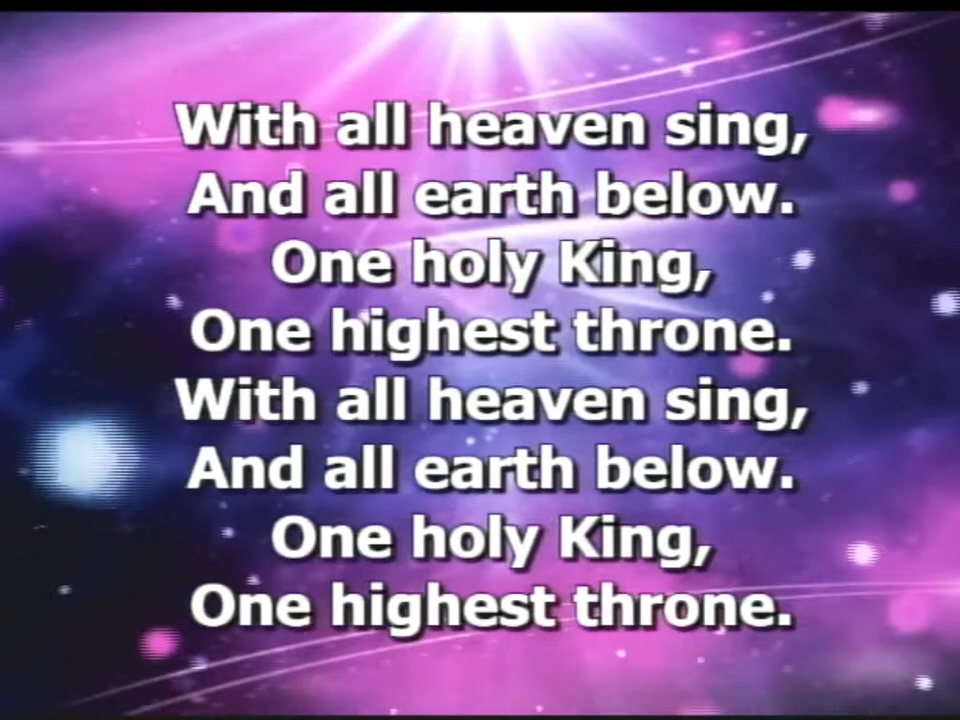 With all heaven sing,
And all earth below.
One holy King,
One highest throne.
With all heaven sing,
And all earth below.
One holy King,
One highest throne.